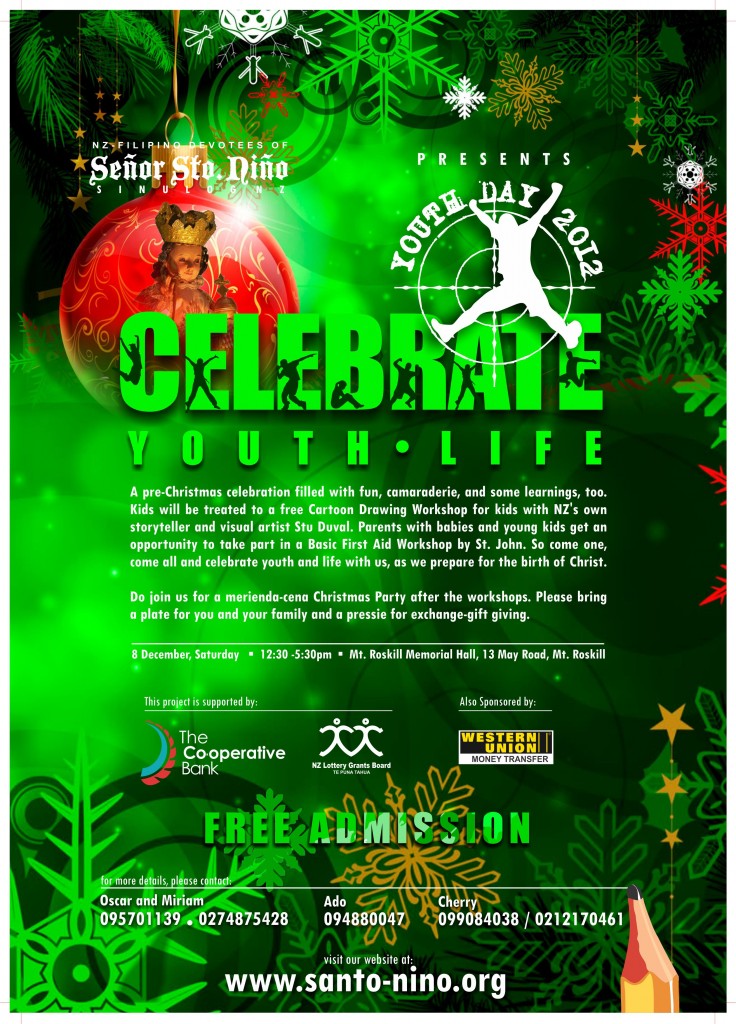 NZ-FILIPINO DEVOTEES OF
Señor Sto. Niño
SINULOG NZ
PRESENTS
YOUTH DAY 2012
CELEBRATE
YOUTH•LIFE
A pre-Christmas celebration filled with fun, camaraderie, and some learnings, too.
Kids will be treated to a free Cartoon Drawing Workshop for kids with NZ's own
storyteller and visual artist Stu Duval. Parents with babies and young kids get an
opportunity to take part in a Basic First Aid Workshop by St. John. So come one,
come all and celebrate youth and life with us, as we prepare for the birth of Christ.
Do join us for a merienda-cena Christmas Party after the workshops. Please bring
a plate for you and your family and a pressie for exchange-gift giving.
8 December, Saturday ▪ 12:30 -5:30pm ▪ Mt. Roskill Memorial Hall, 13 May Road, Mt. Roskill
This project is supported by:
Also Sponsored by:
The
Co-operative
Bank
NZ Lottery Grants Board
TE PUNA TAHUA
WESTERN
UNION
MONEY TRANSFER
FREE ADMISSION
for more details, please contact:
Oscar and Miriam
095701139 . 0274875428
Ado
094880047
Cherry
099084038 / 0212170461
visit our website at:
www.santo-nino.org